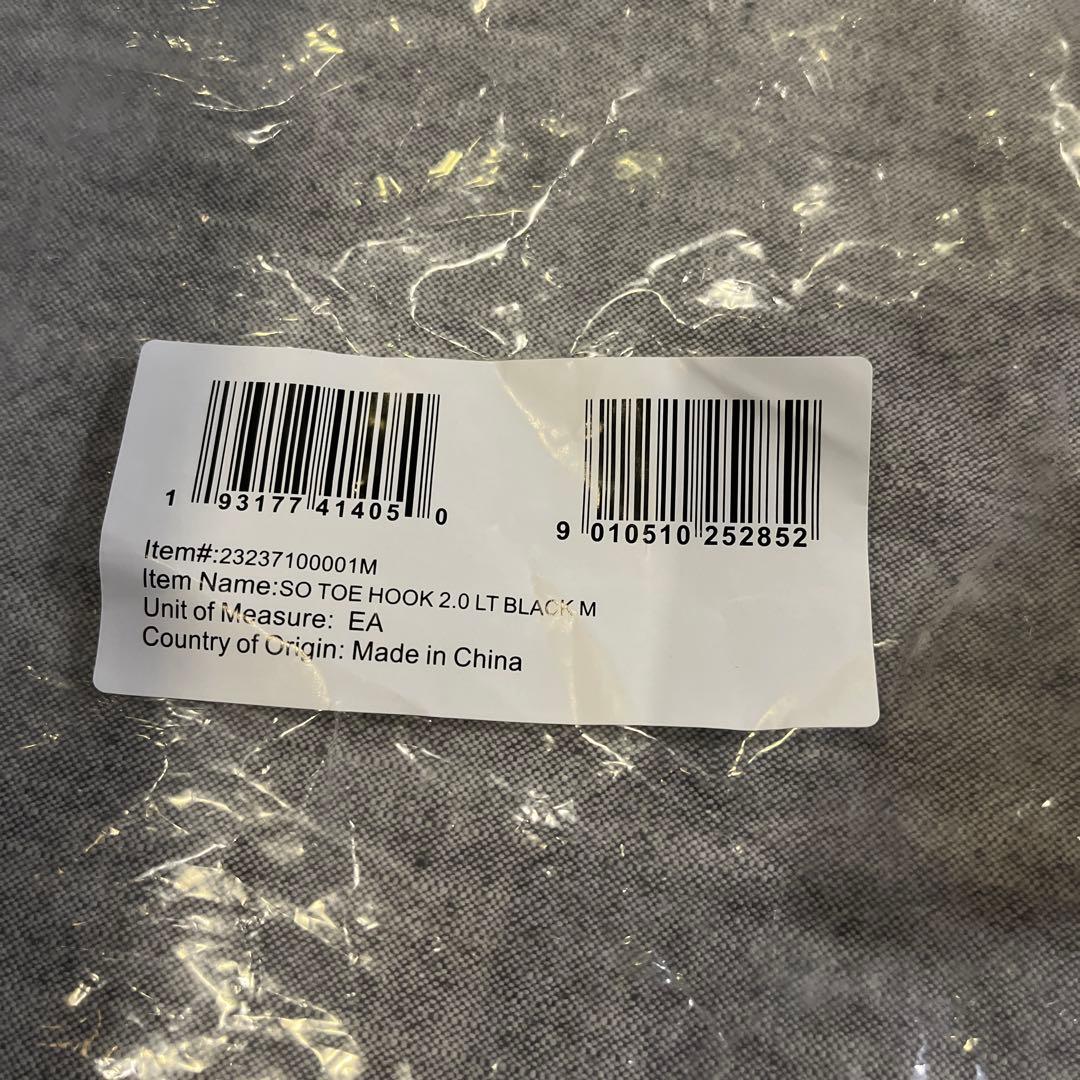 1 93177 41405 0
9 010510 252852
Item#:23237100001M
Item Name:SO TOE HOOK 2.0 LT BLACK M
Unit of Measure: EA
Country of Origin: Made in China